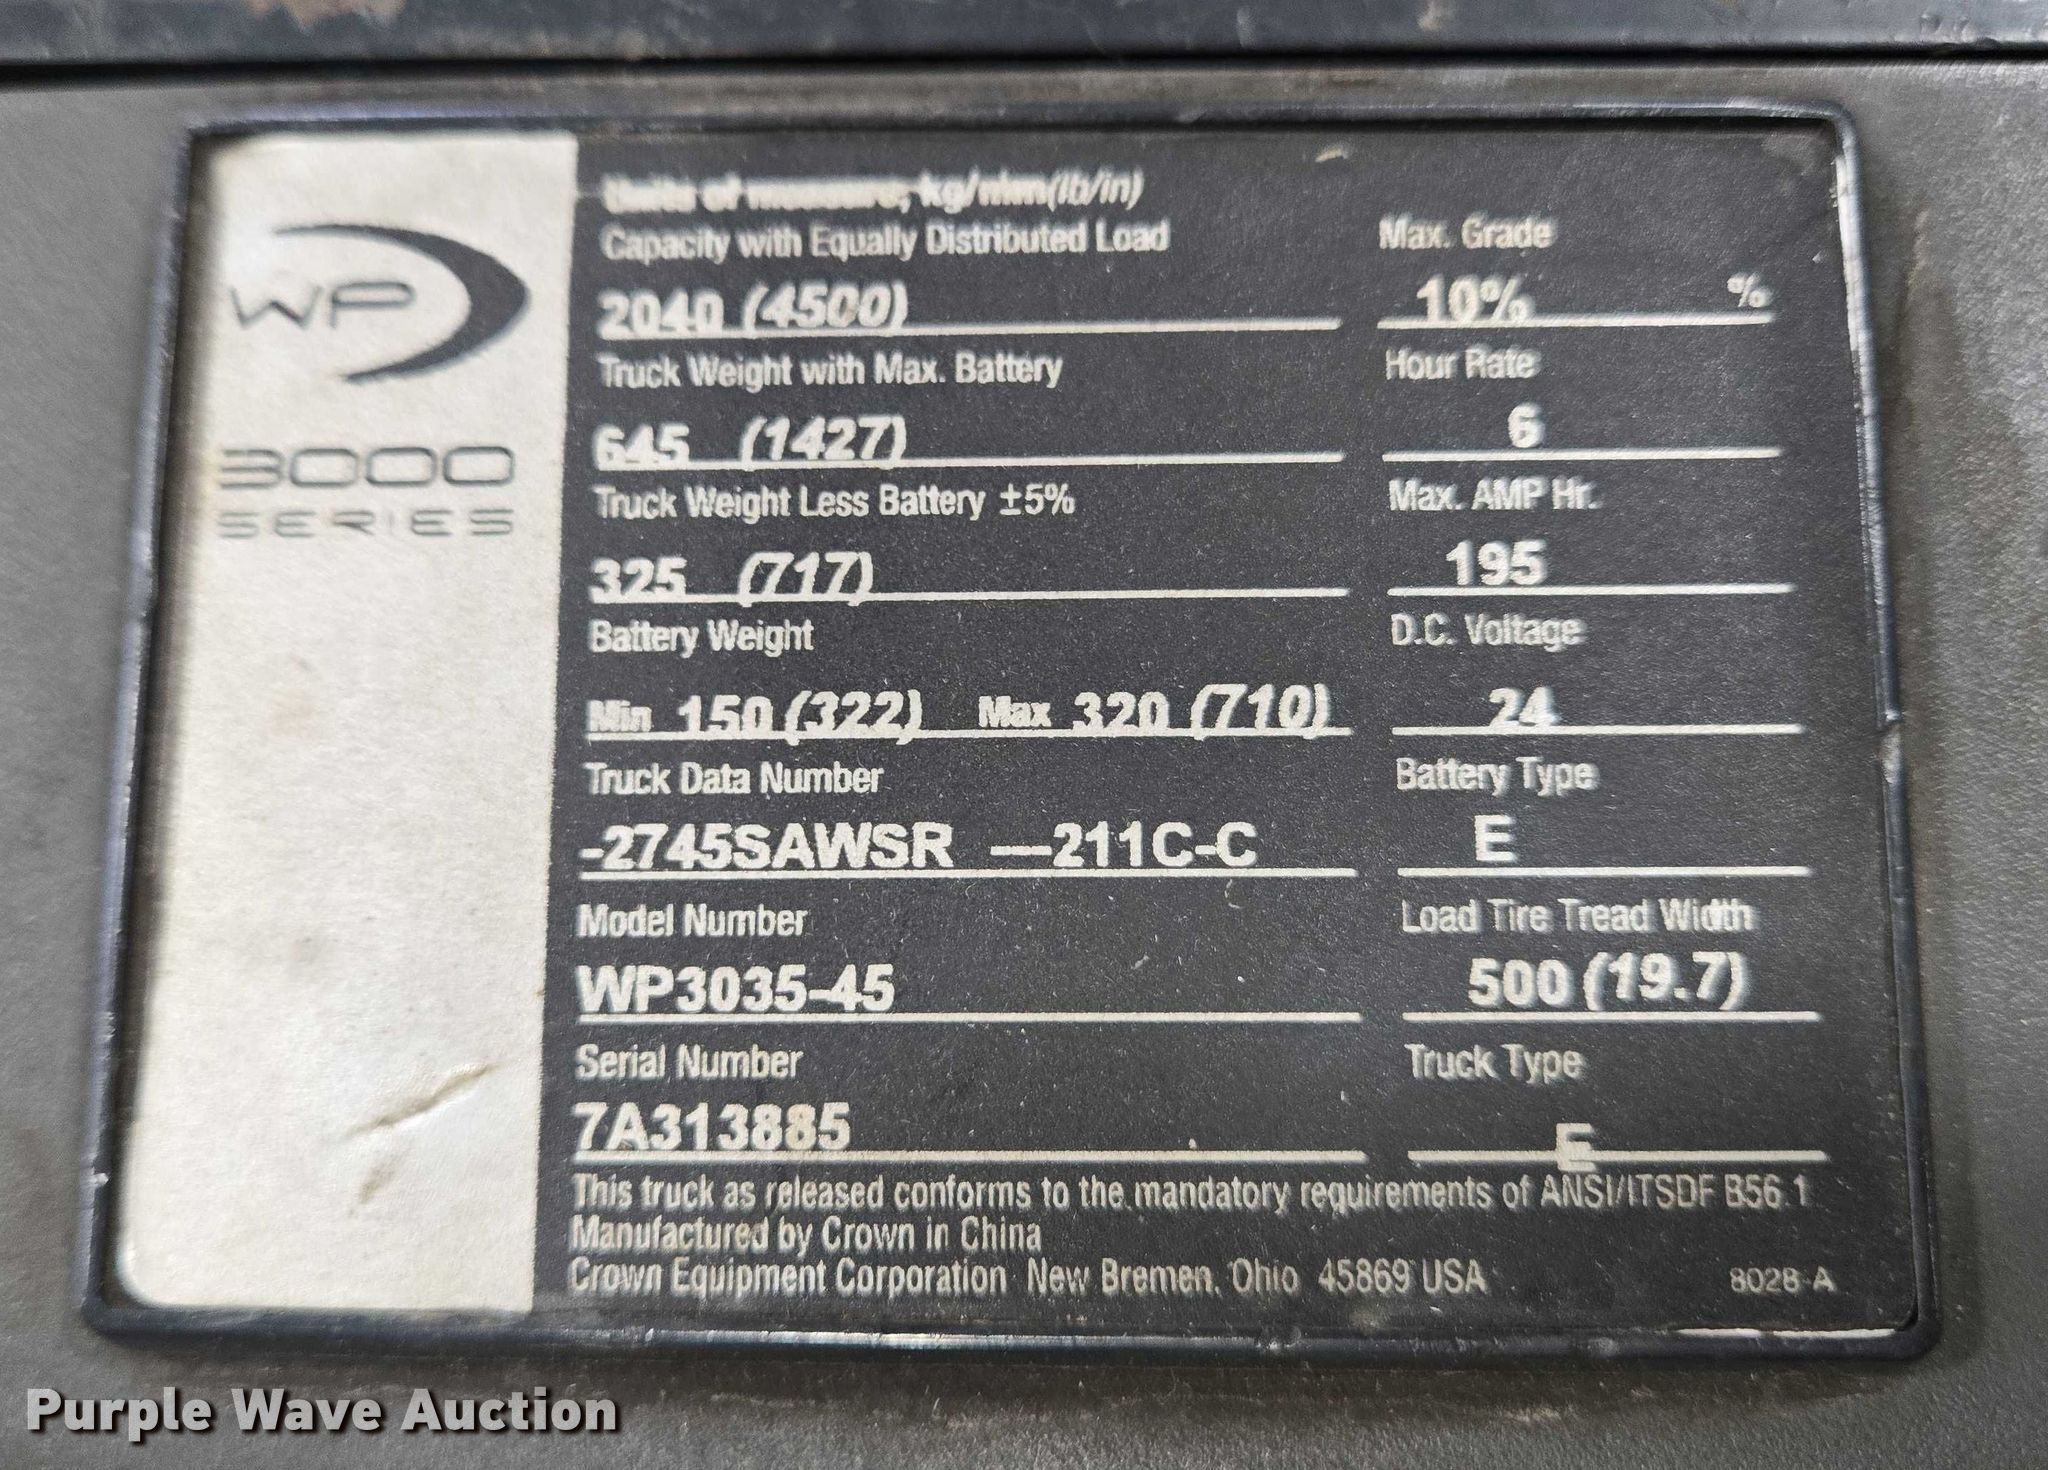 WP
3000
SERIES
Units of measure, kg/mm(lb/in)
Capacity with Equally Distributed Load
2040 (4500)
Truck Weight with Max. Battery
645 (1427)
Truck Weight Less Battery ±5%
325 (717)
Battery Weight
Min 150 (322) Max 320 (710)
Truck Data Number
-2745SAWSR —211C-C
Model Number
WP3035-45
Serial Number
7A313885
Max. Grade
10% %
Hour Rate
6
Max. AMP Hr.
195
D.C. Voltage
24
Battery Type
E
Load Tire Tread Width
500 (19.7)
Truck Type
E
This truck as released conforms to the mandatory requirements of ANSI/ITSDF B56.1
Manufactured by Crown in China
Crown Equipment Corporation New Bremen, Ohio 45869 USA
8028-A
Purple Wave Auction